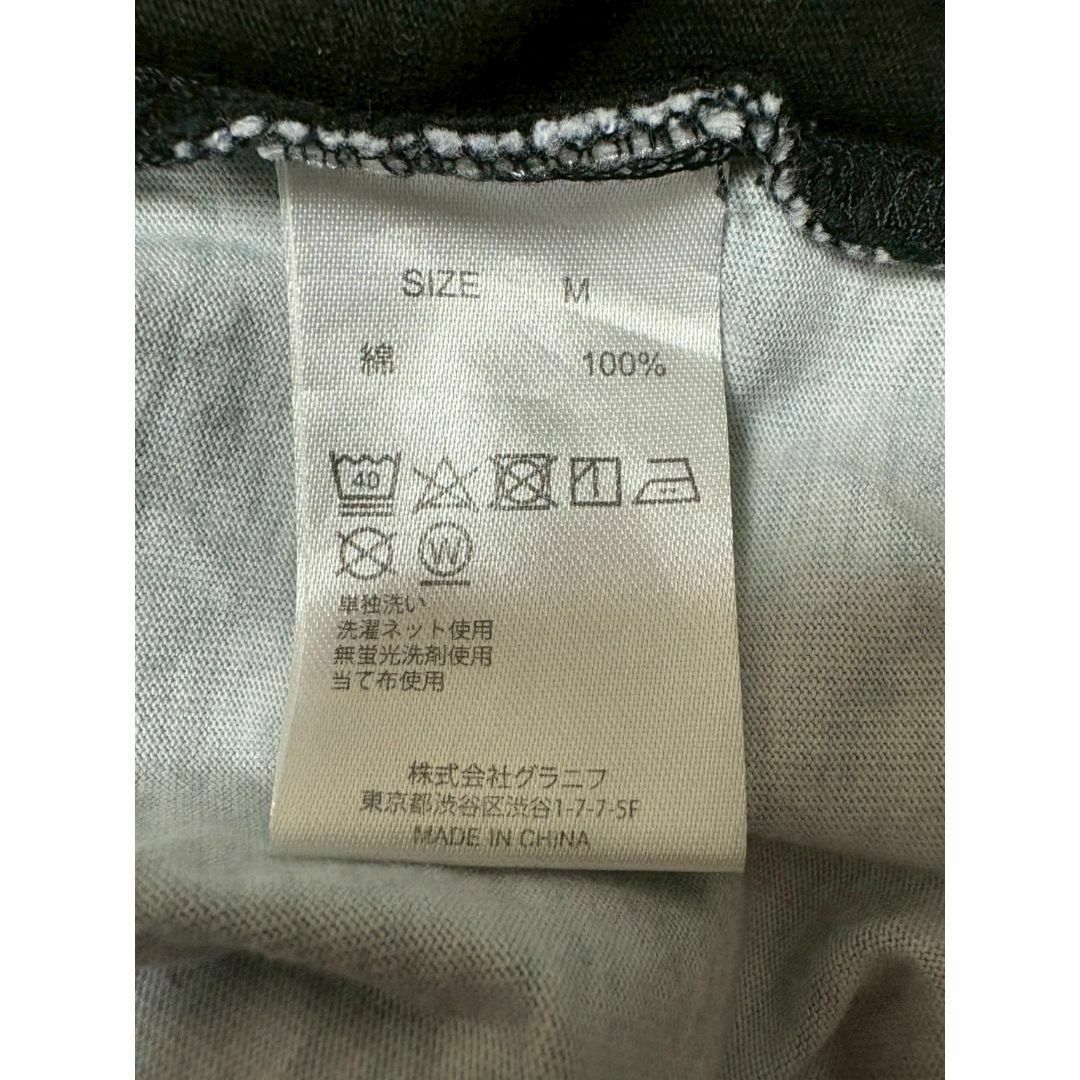 SIZE M
綿 100%
40
W
単独洗い
洗濯ネット使用
無蛍光洗剤使用
当て布使用
株式会社グラニフ
東京都渋谷区渋谷1-7-7-5F
MADE IN CHINA